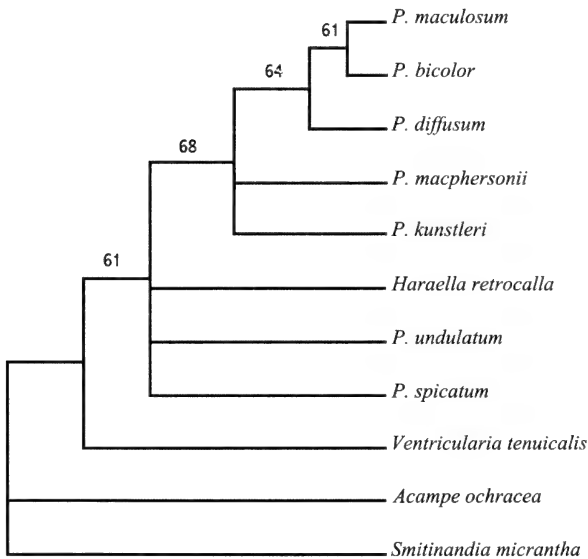 P. maculosum
61
P. bicolor
64
P. diffusum
68
P. macphersonii
P. kunstleri
61
Haraella retrocalla
P. undulatum
P. spicatum
Ventricularia tenuicalis
Acampe ochracea
Smitinandia micrantha